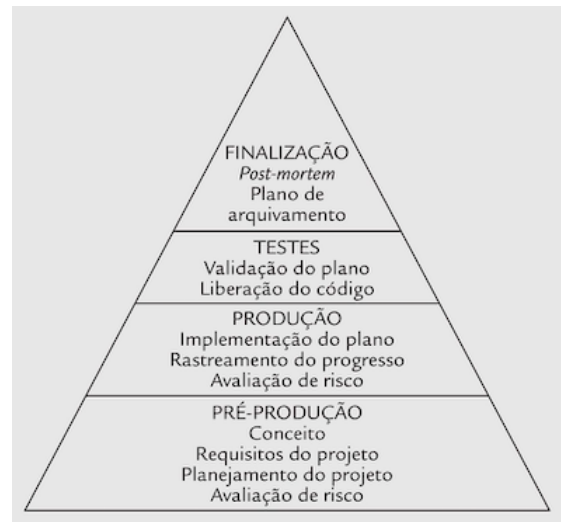 FINALIZAÇÃO
Post-mortem
Plano de
arquivamento
TESTES
Validação do plano
Liberação do código
PRODUÇÃO
Implementação do plano
Rastreamento do progresso
Avaliação de risco
PRÉ-PRODUÇÃO
Conceito
Requisitos do projeto
Planejamento do projeto
Avaliação de risco